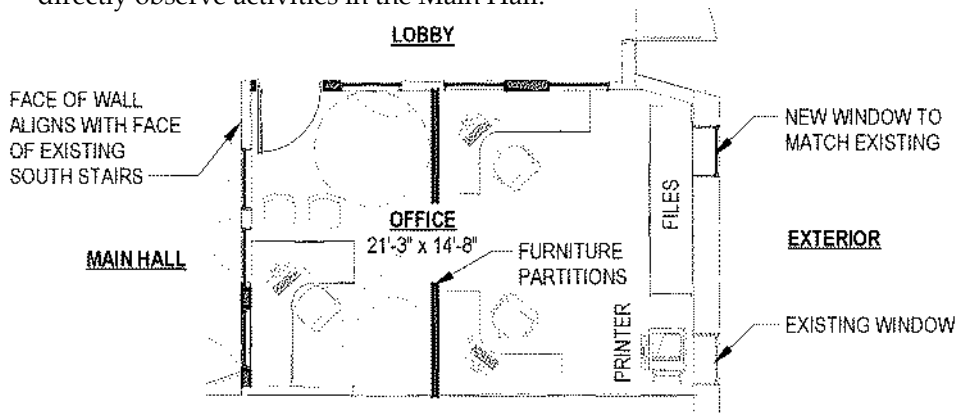 directly observe activities in the Main Hall.
LOBBY
FACE OF WALL
ALIGNS WITH FACE
OF EXISTING
SOUTH STAIRS
NEW WINDOW TO
MATCH EXISTING
FILES
OFFICE
21'-3" x 14'-8"
MAIN HALL
FURNITURE
PARTITIONS
EXTERIOR
PRINTER
EXISTING WINDOW